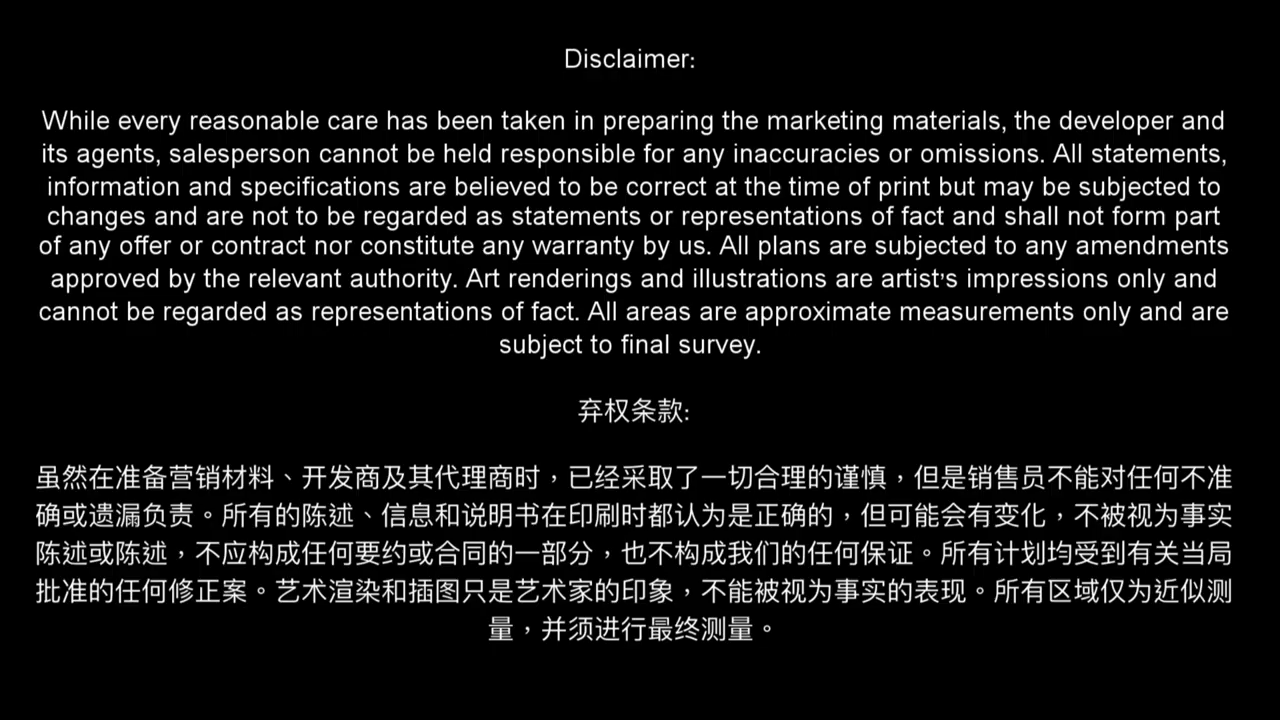 Disclaimer:
While every reasonable care has been taken in preparing the marketing materials, the developer and
its agents, salesperson cannot be held responsible for any inaccuracies or omissions. All statements,
information and specifications are believed to be correct at the time of print but may be subjected to
changes and are not to be regarded as statements or representations of fact and shall not form part
of any offer or contract nor constitute any warranty by us. All plans are subjected to any amendments
approved by the relevant authority. Art renderings and illustrations are artist's impressions only and
cannot be regarded as representations of fact. All areas are approximate measurements only and are
subject to final survey.
弃权条款:
虽然在准备营销材料、开发商及其代理商时，已经采取了一切合理的谨慎，但是销售员不能对任何不准
确或遗漏负责。所有的陈述、信息和说明书在印刷时都认为是正确的，但可能会有变化，不被视为事实
陈述或陈述，不应构成任何要约或合同的一部分，也不构成我们的任何保证。所有计划均受到有关当局
批准的任何修正案。艺术渲染和插图只是艺术家的印象，不能被视为事实的表现。所有区域仅为近似测
量，并须进行最终测量。